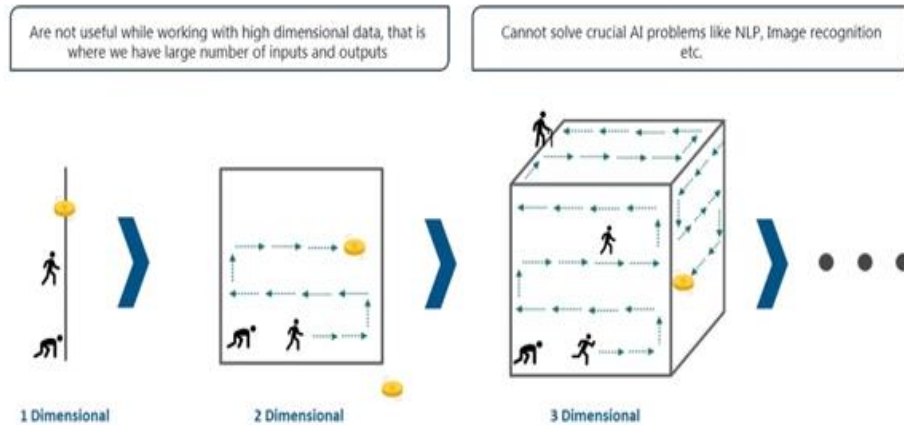 Are not useful while working with high dimensional data, that is
where we have large number of inputs and outputs
Cannot solve crucial AI problems like NLP, Image recognition
etc.
1 Dimensional
2 Dimensional
3 Dimensional